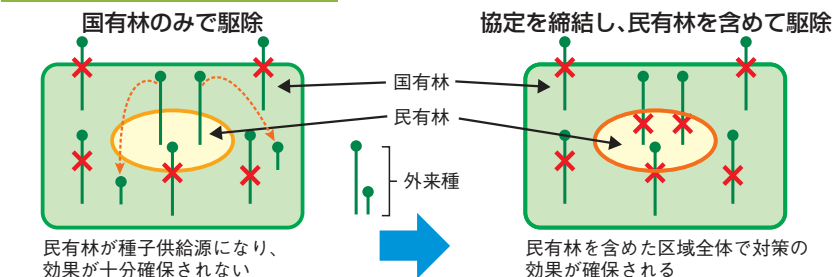 国有林のみで駆除
協定を締結し、民有林を含めて駆除
国有林
民有林
外来種
民有林が種子供給源になり、
効果が十分確保されない
民有林を含めた区域全体で対策の
効果が確保される